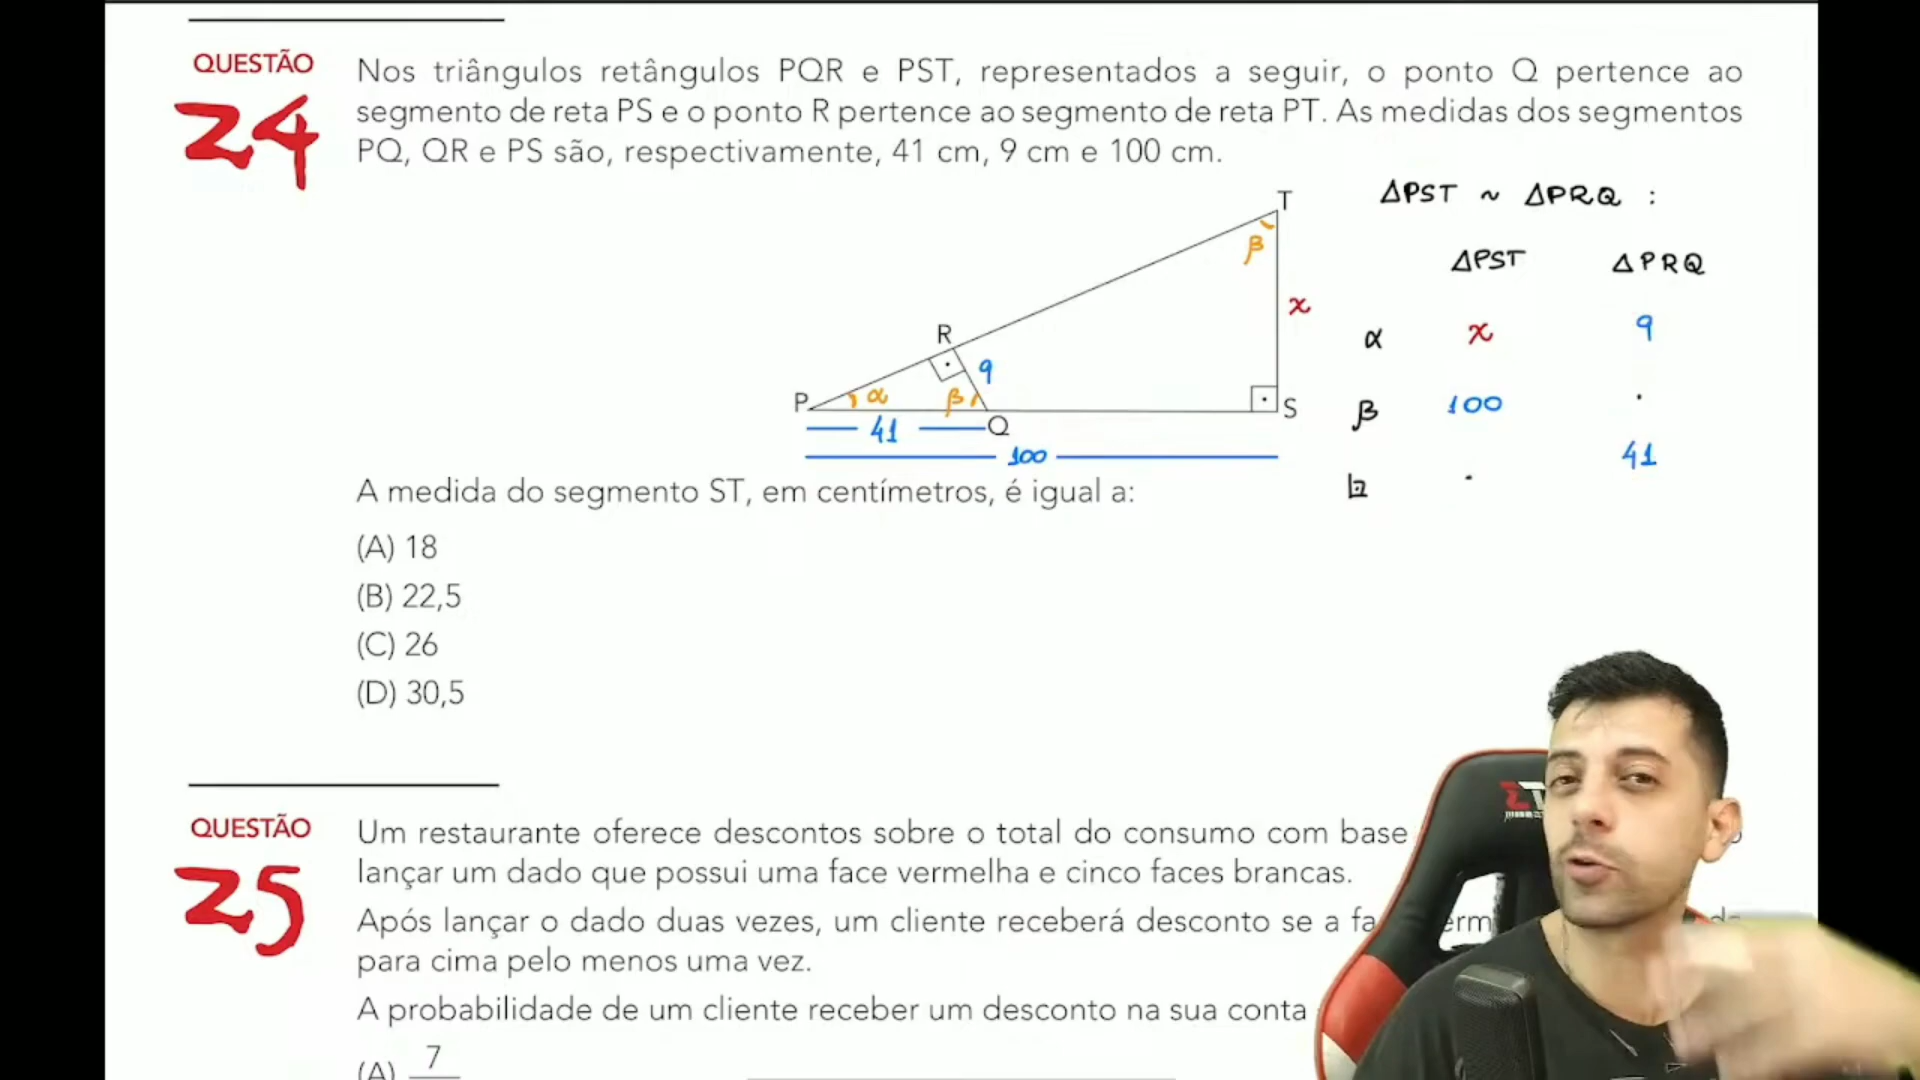 QUESTÃO
24
Nos triângulos retângulos PQR e PST, representados a seguir, o ponto Q pertence ao
segmento de reta PS e o ponto R pertence ao segmento de reta PT. As medidas dos segmentos
PQ, QR e PS são, respectivamente, 41 cm, 9 cm e 100 cm.
T
β
x
R
9
P
α
β
S
41
Q
100
ΔPST ~ ΔPRQ :
ΔPST ΔPRQ
α x 9
β 100 .
41
.
A medida do segmento ST, em centímetros, é igual a:
(A) 18
(B) 22,5
(C) 26
(D) 30,5
QUESTÃO
25
Um restaurante oferece descontos sobre o total do consumo com base
lançar um dado que possui uma face vermelha e cinco faces brancas.
Após lançar o dado duas vezes, um cliente receberá desconto se a
para cima pelo menos uma vez.
A probabilidade de um cliente receber um desconto na sua conta
(A) 7